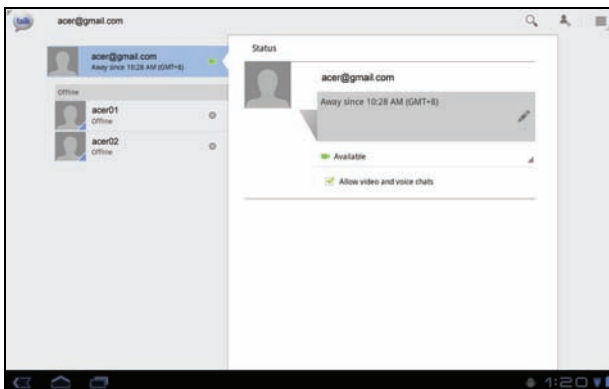 talk
acer@gmail.com
acer@gmail.com
Away since 10:28 AM (GMT+8)
Offline
acer01
Offline
acer02
Offline
Status
acer@gmail.com
Away since 10:28 AM (GMT+8)
Available
Allow video and voice chats
1:20